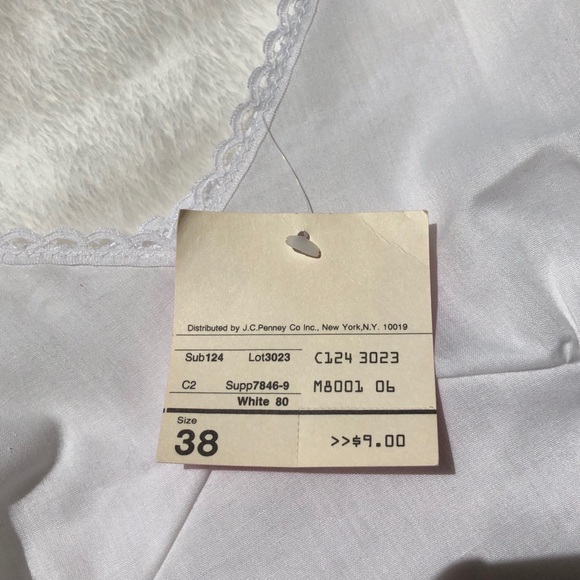 Distributed by J.C.Penney Co Inc., New York,N.Y. 10019
Sub124 Lot3023 C124 3023
C2 Supp7846-9 M8001 06
White 80
Size
38 >>$9.00